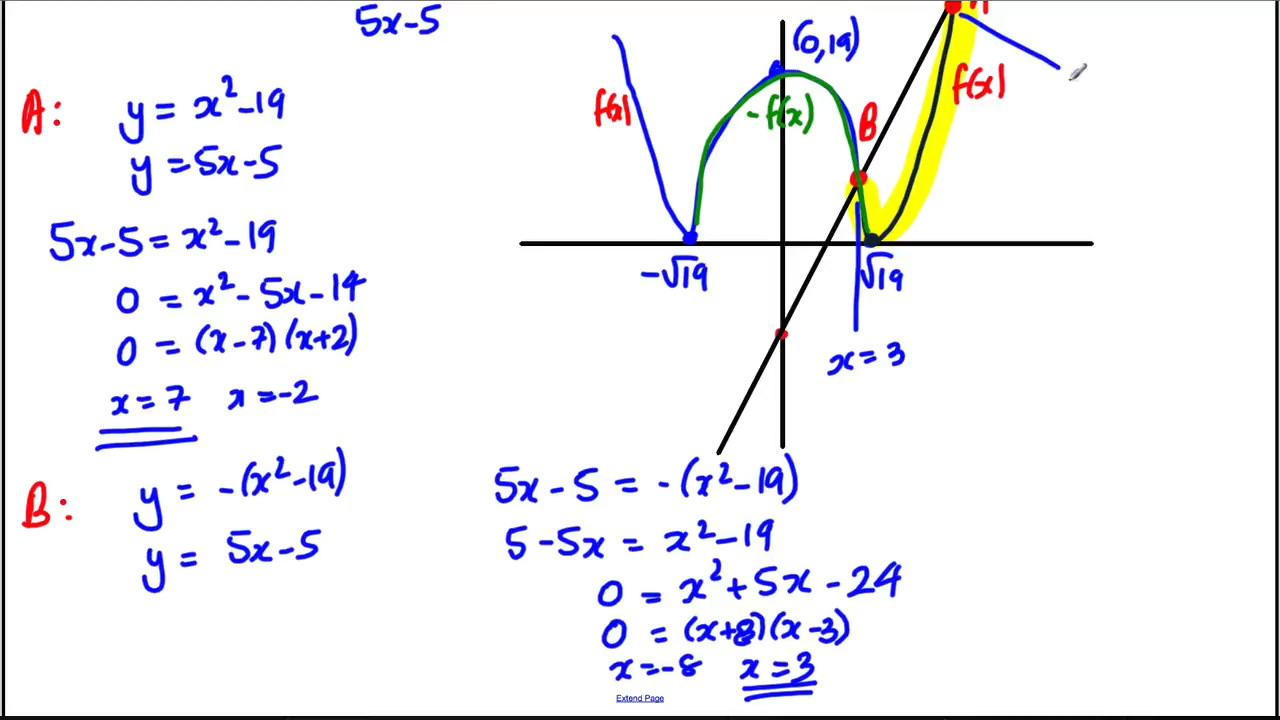 5x-5
A:
y = x²-19
y = 5x-5
5x-5 = x²-19
0 = x²-5x-14
0 = (x-7)(x+2)
x = 7 x = -2
B:
y = -(x²-19)
y = 5x-5
(0,19)
f(x)
-f(x)
B
f(x)
-√19
√19
x = 3
5x-5 = -(x²-19)
5-5x = x²-19
0 = x²+5x-24
0 = (x+8)(x-3)
x = -8 x = 3
Extend Page